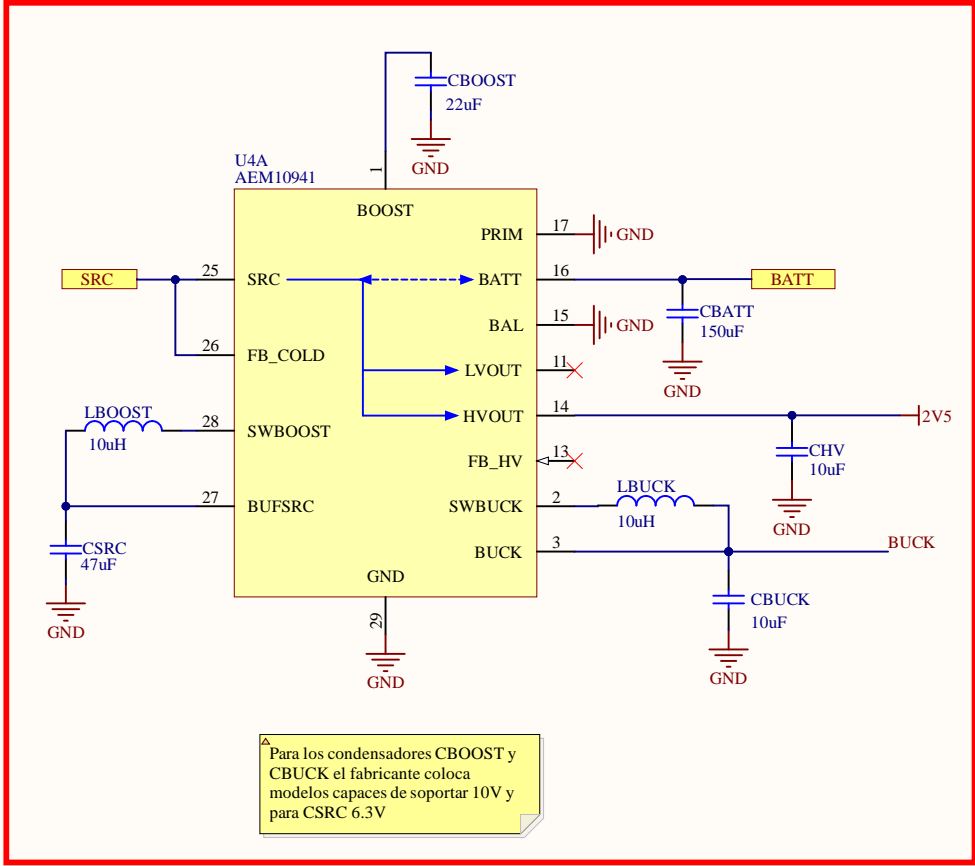 CBOOST
22uF
GND
U4A
AEM10941
1
BOOST
PRIM
17
GND
SRC
25
SRC
BATT
16
BATT
CBATT
150uF
GND
BAL
15
GND
26
FB_COLD
LVOUT
11
HVOUT
14
2V5
CHV
10uF
GND
LBOOST
10uH
28
SWBOOST
FB_HV
13
27
BUFSRC
SWBUCK
2
LBUCK
10uH
CSRC
47uF
GND
BUCK
3
BUCK
CBUCK
10uF
GND
GND
29
GND
Para los condensadores CBOOST y
CBUCK el fabricante coloca
modelos capaces de soportar 10V y
para CSRC 6.3V